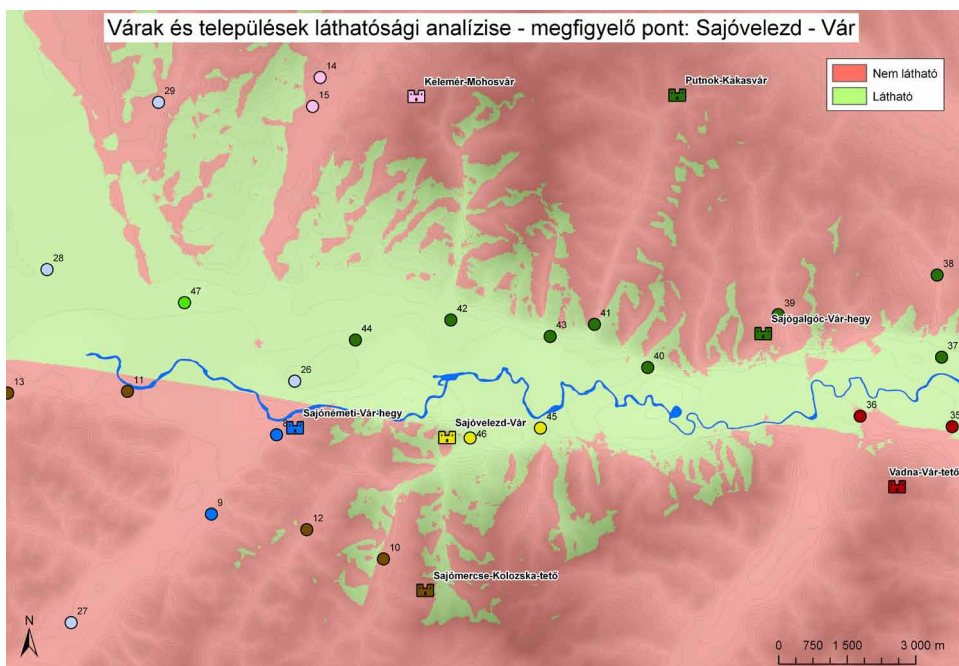 Várak és települések láthatósági analízise - megfigyelő pont: Sajóvelezd - Vár
Nem látható
Látható
14
15
29
Kelemér-Mohosvár
Putnok-Kakasvár
28
47
38
39
42
41
43
44
Sajógalgóc-Vár-hegy
37
40
26
13
11
36
35
Sajónémeti-Vár-hegy
8
Sajóvelezd-Vár
45
46
Vadna-Vár-tető
9
12
10
Sajómercse-Kolozska-tető
27
N
0 750 1 500 3 000 m